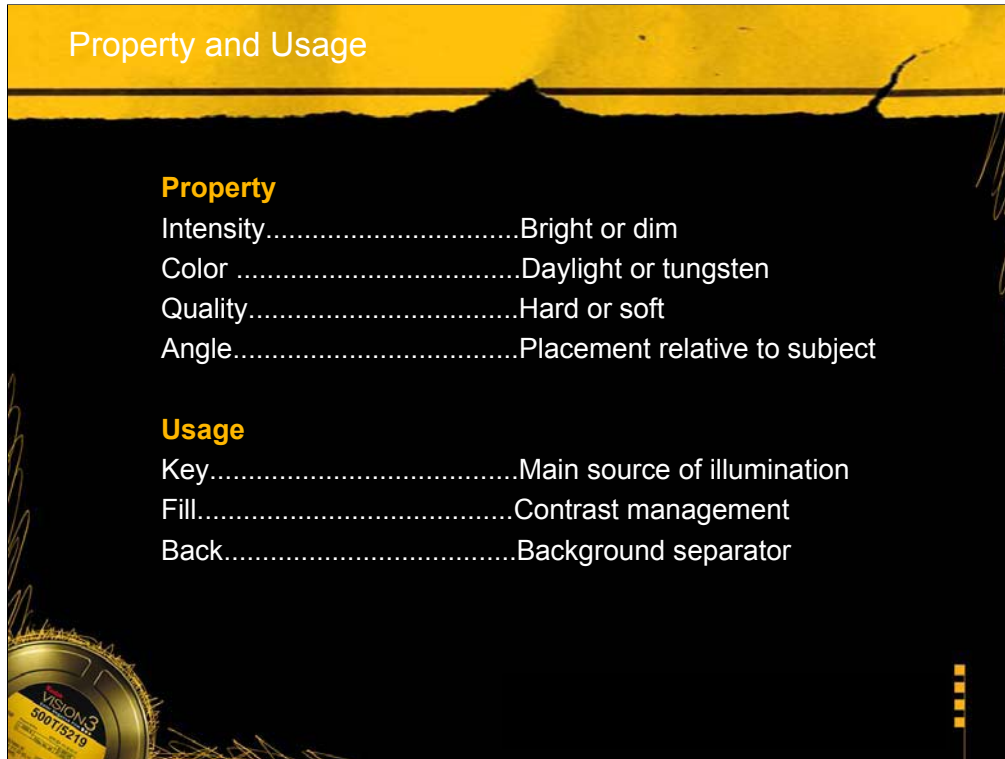 Property and Usage
Property
Intensity.................................Bright or dim
Color .....................................Daylight or tungsten
Quality...................................Hard or soft
Angle.....................................Placement relative to subject
Usage
Key........................................Main source of illumination
Fill.........................................Contrast management
Back......................................Background separator
Kodak
VISION3
500T/5219